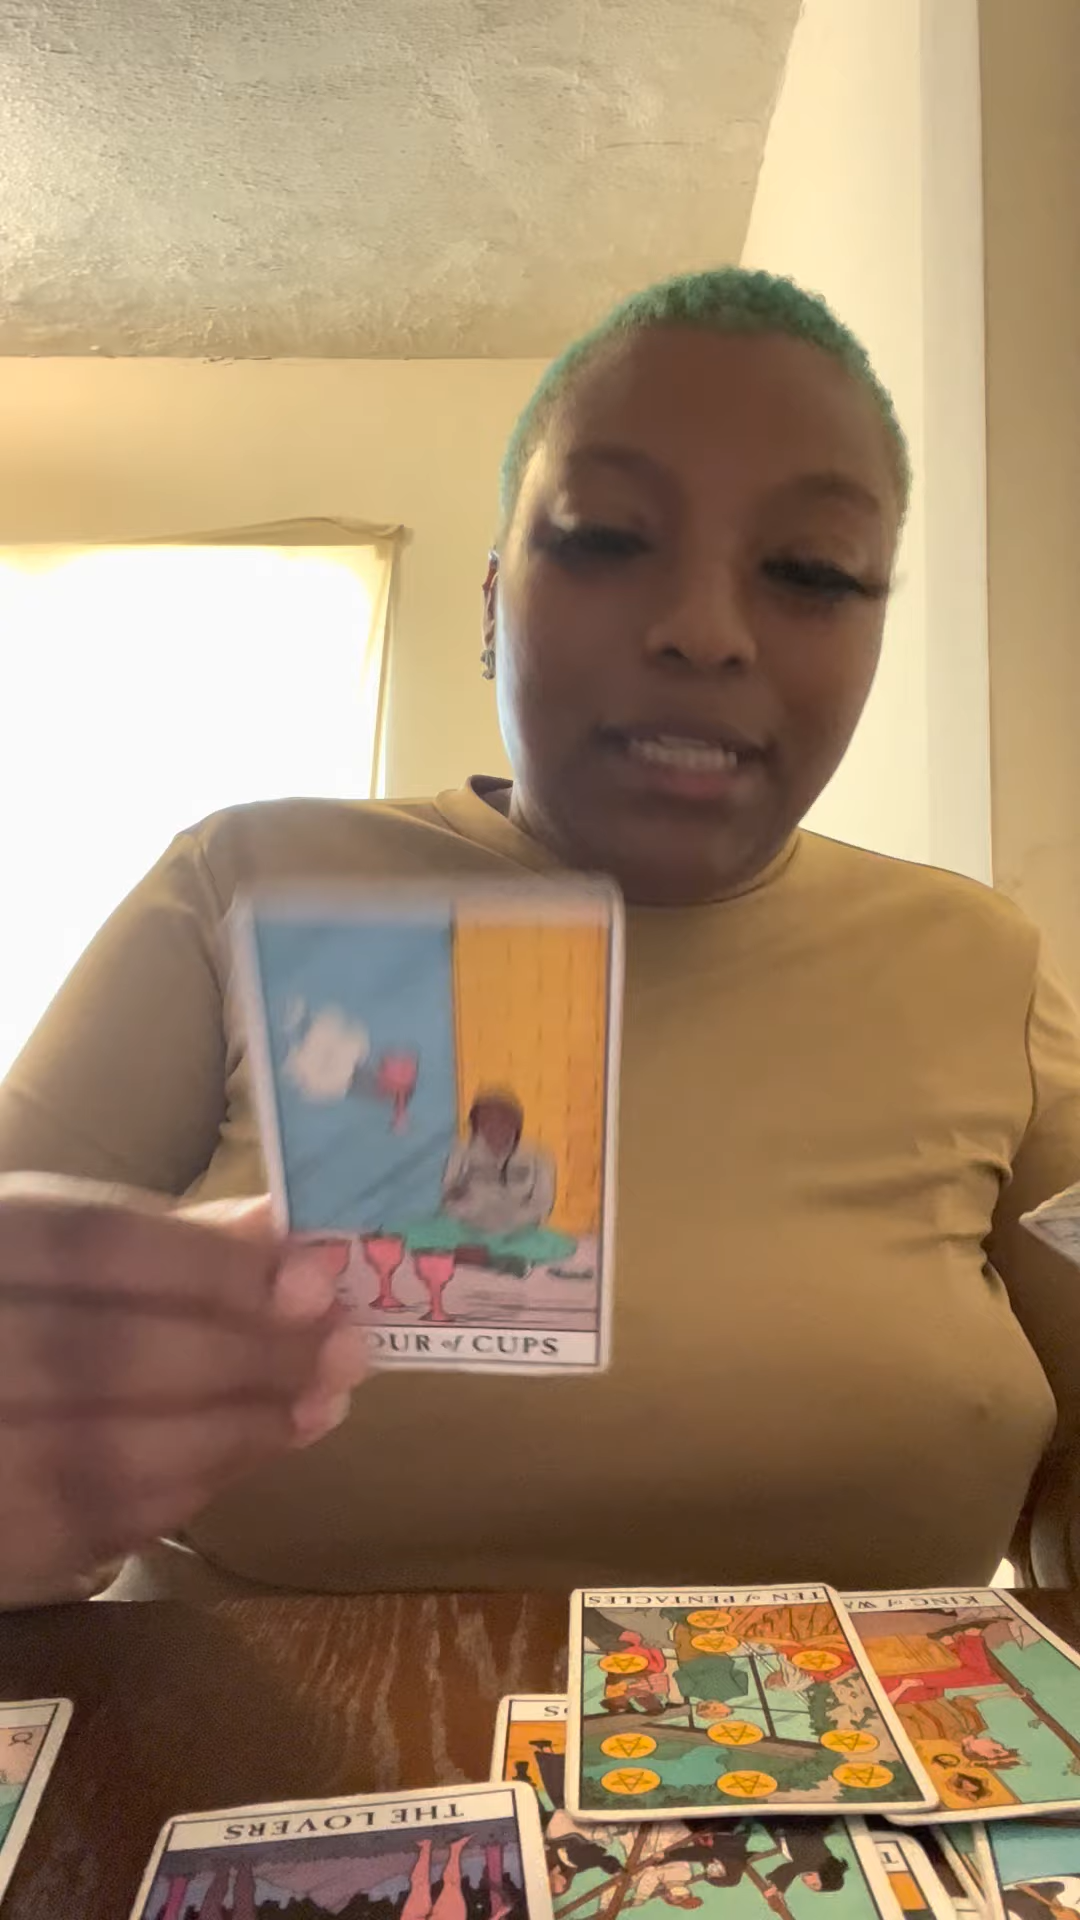 OUR of CUPS
TEN of PENTACLES
KING of WA
THE LOVERS